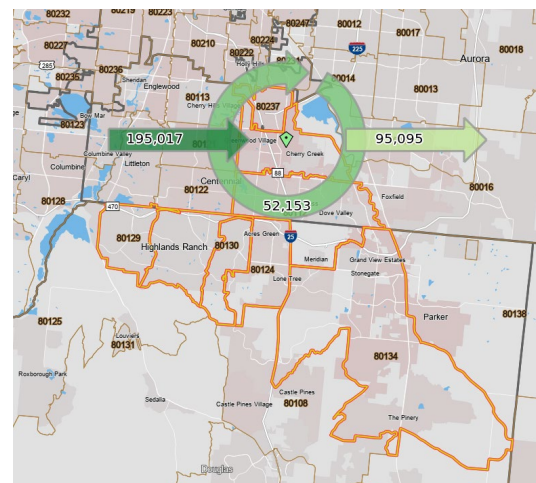 80232
80219
80223
80247
80012
80017
80227
80210
80222
80224
Holly Hills
225
80018
Aurora
285
80235
80236
Sheridan
Englewood
80014
80013
80113
Cherry Hills Village
80237
80123
Bow Mar
195,017
95,095
Greenwood Village
Columbine Valley
Columbine
Littleton
Cherry Creek
Caryl
88
Centennial
80122
80016
Foxfield
80128
52,153
470
Dove Valley
80129
Highlands Ranch
80130
Acres Green
25
80124
Meridian
Grand View Estates
Lone Tree
Stonegate
Parker
80138
80125
Louviers
80131
80134
Roxborough Park
Sedalia
Castle Pines
Castle Pines Village
80108
The Pinery
Douglas